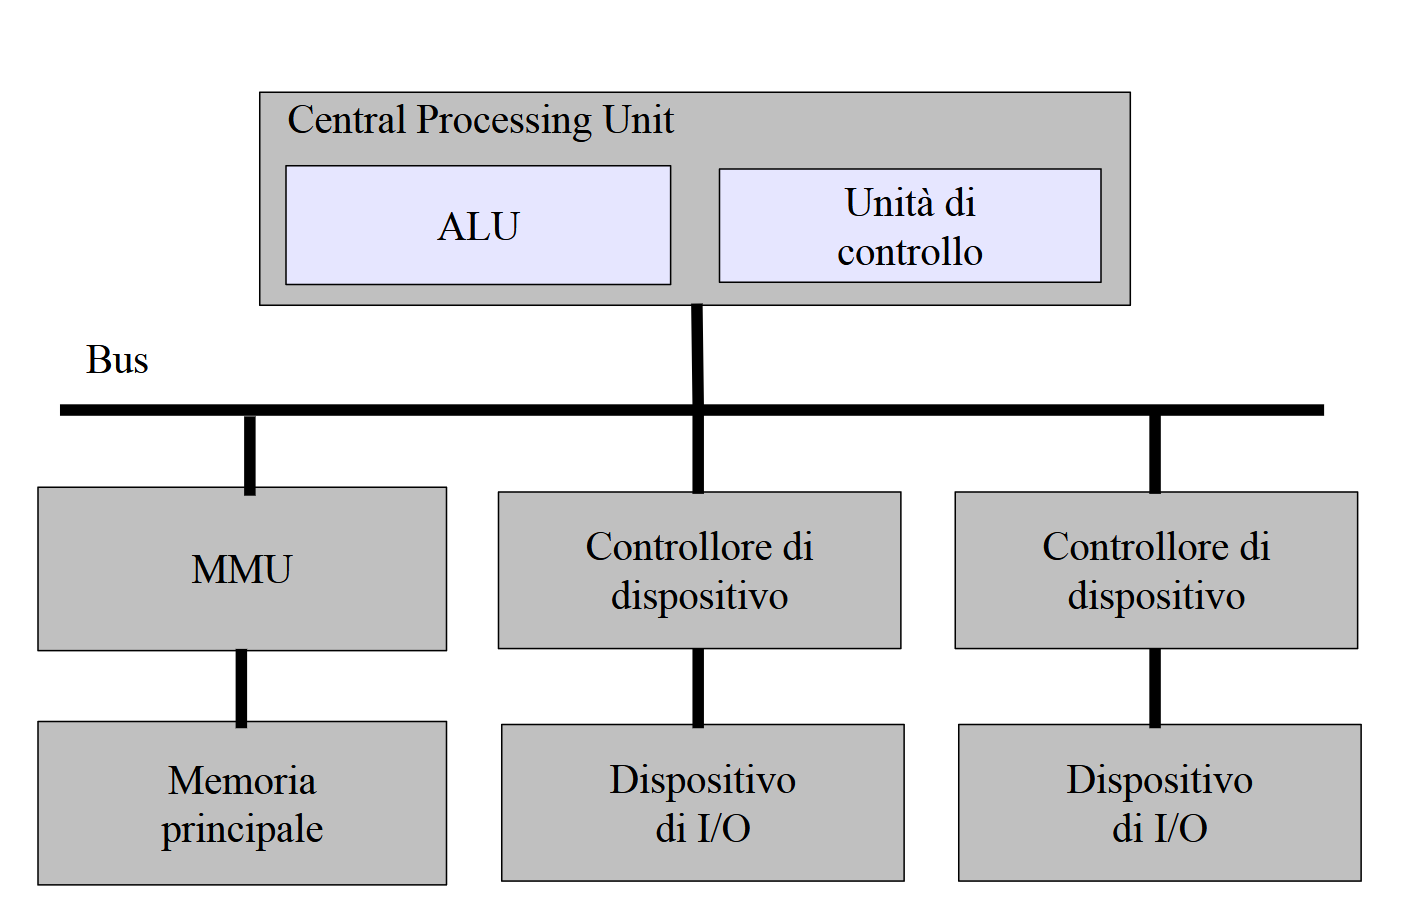 Central Processing Unit
ALU
Unità di
controllo
Bus
MMU
Controllore di
dispositivo
Controllore di
dispositivo
Memoria
principale
Dispositivo
di I/O
Dispositivo
di I/O